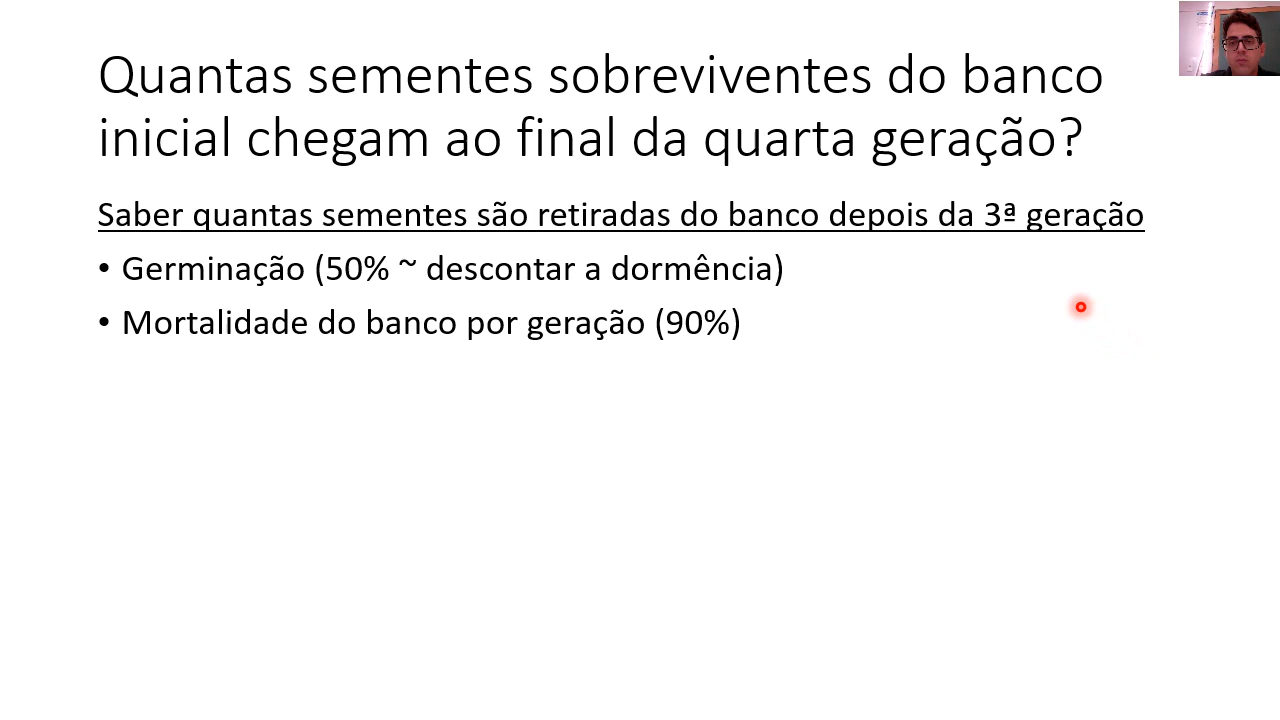 Quantas sementes sobreviventes do banco
inicial chegam ao final da quarta geração?
Saber quantas sementes são retiradas do banco depois da 3ª geração
• Germinação (50% ~ descontar a dormência)
• Mortalidade do banco por geração (90%)